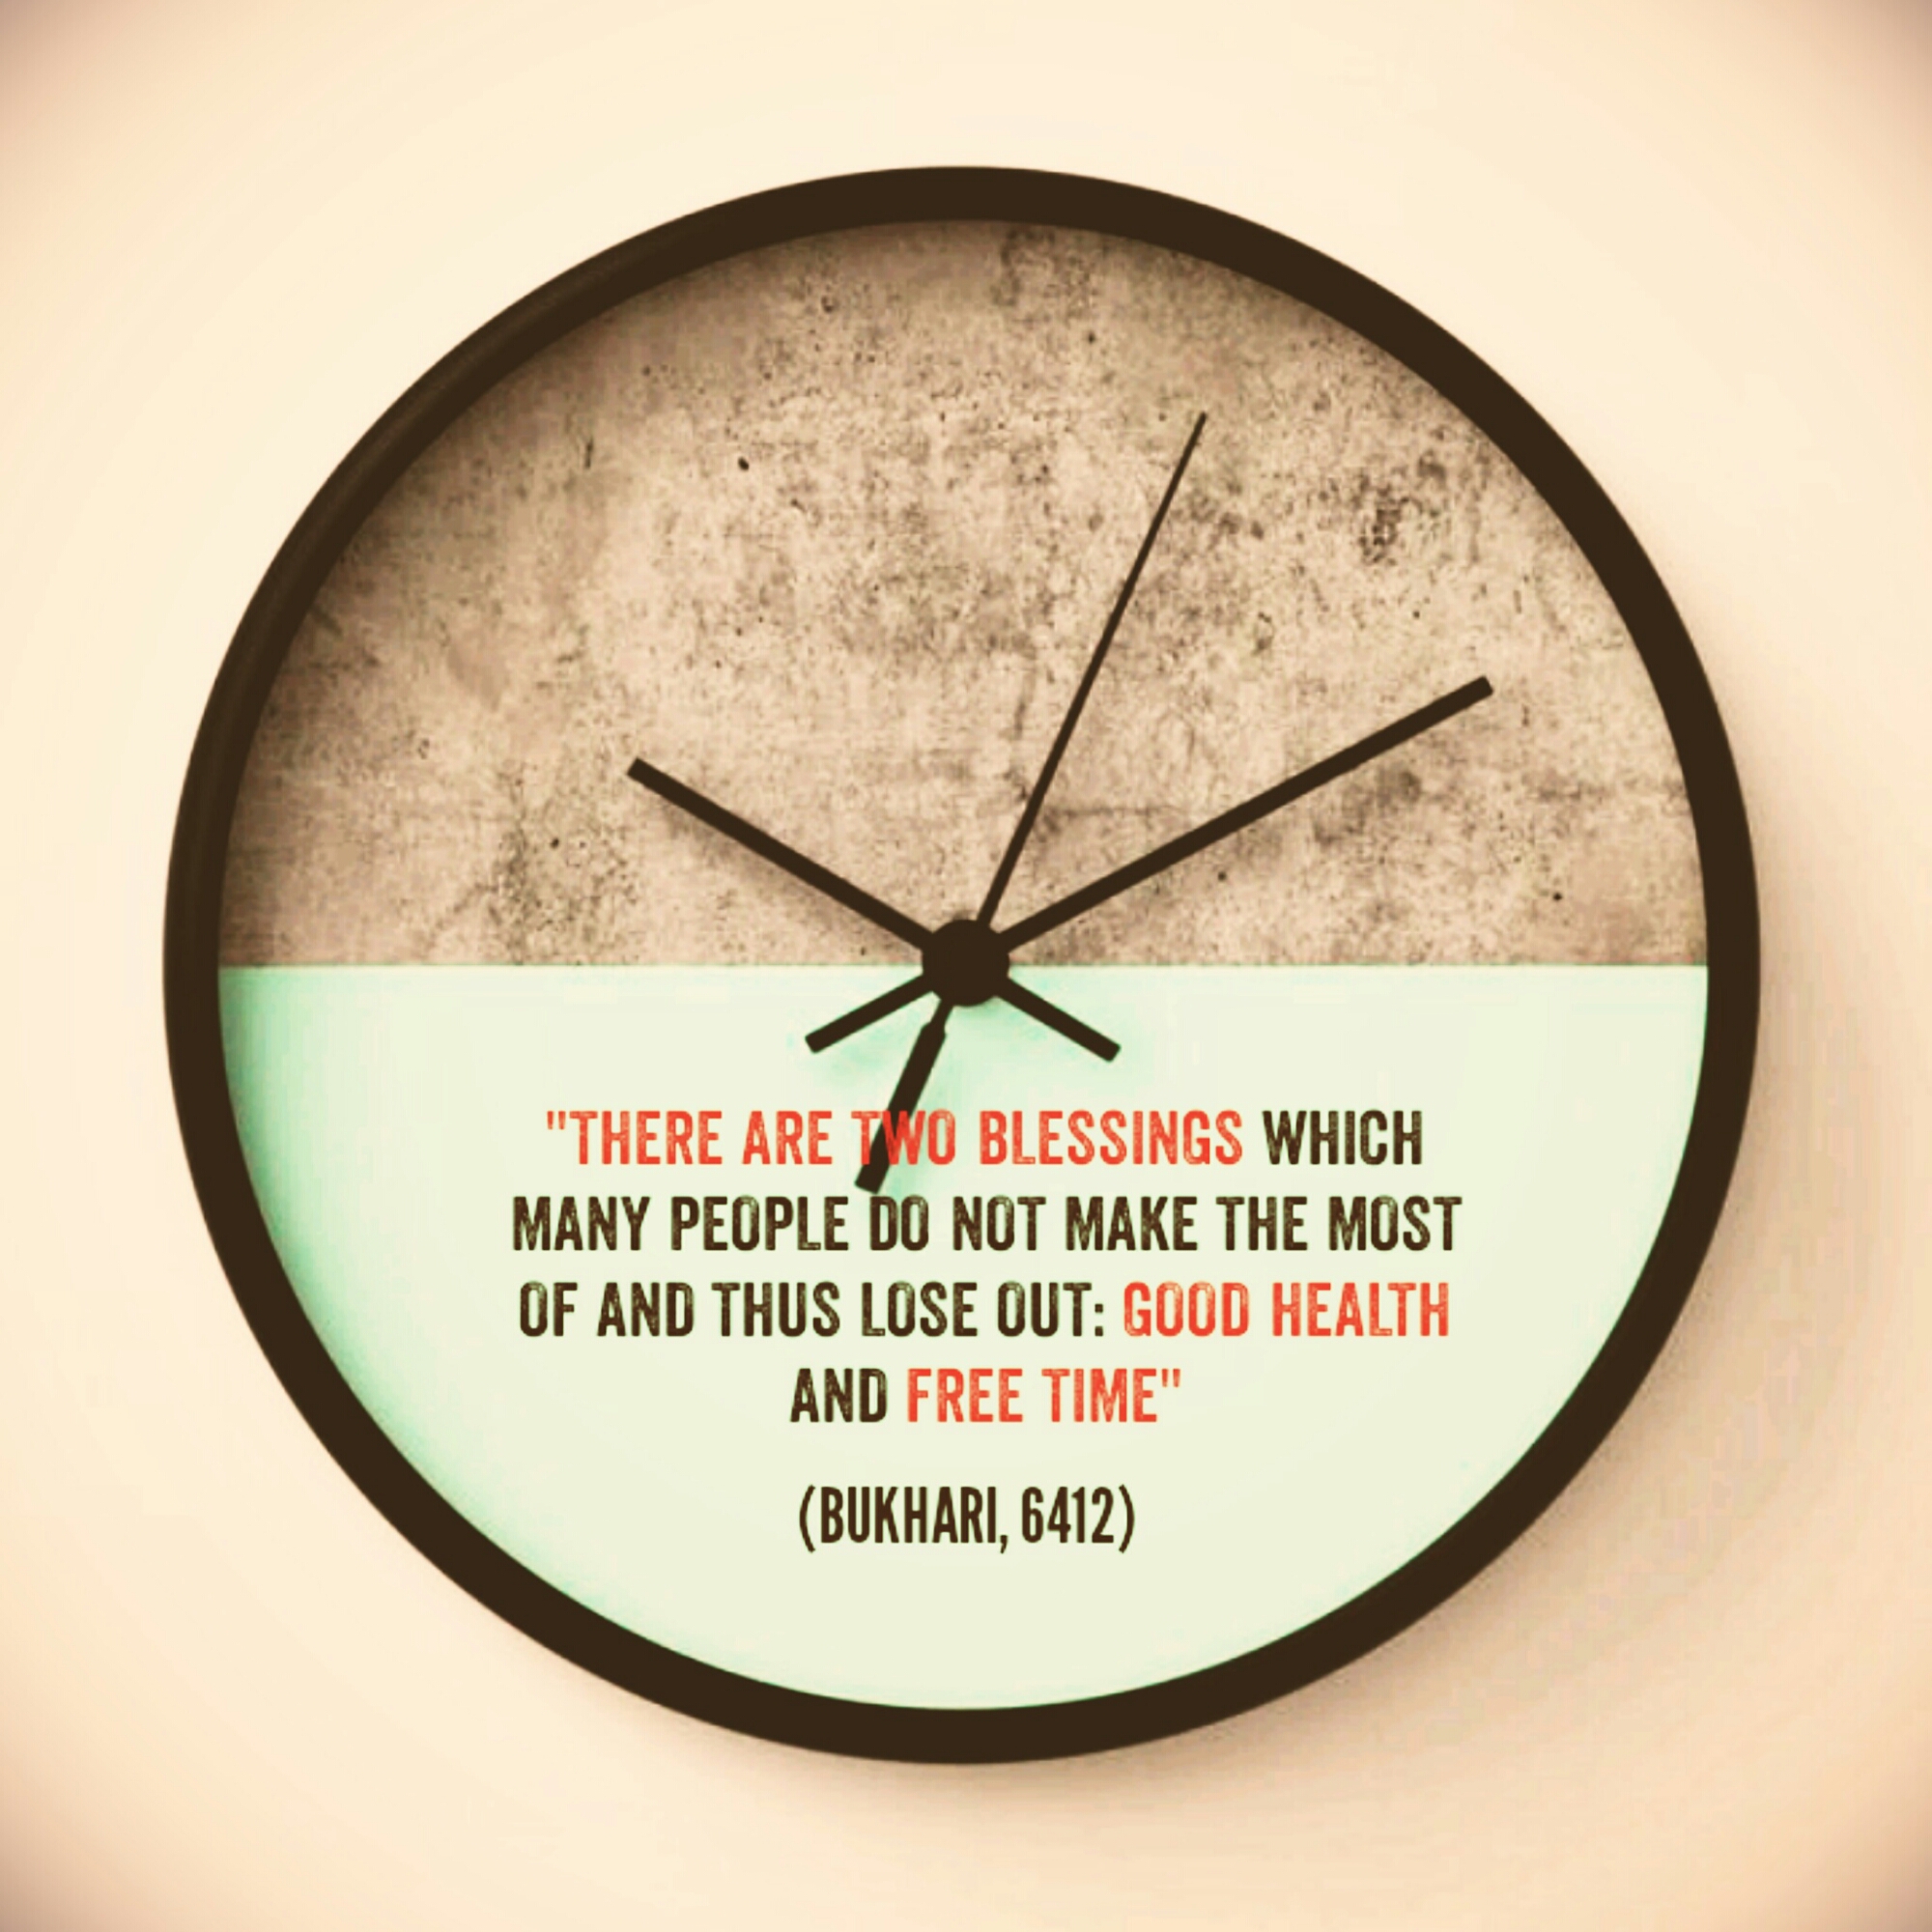 "THERE ARE TWO BLESSINGS WHICH
MANY PEOPLE DO NOT MAKE THE MOST
OF AND THUS LOSE OUT: GOOD HEALTH
AND FREE TIME"
(BUKHARI, 6412)